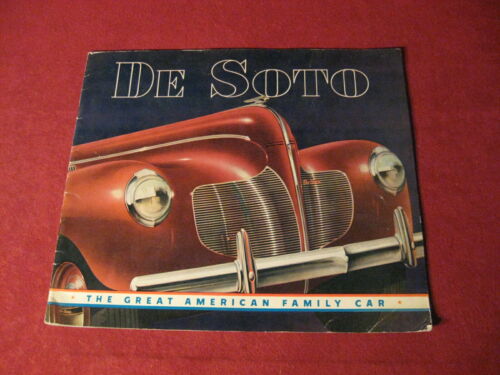 DE SOTO
THE GREAT AMERICAN FAMILY CAR